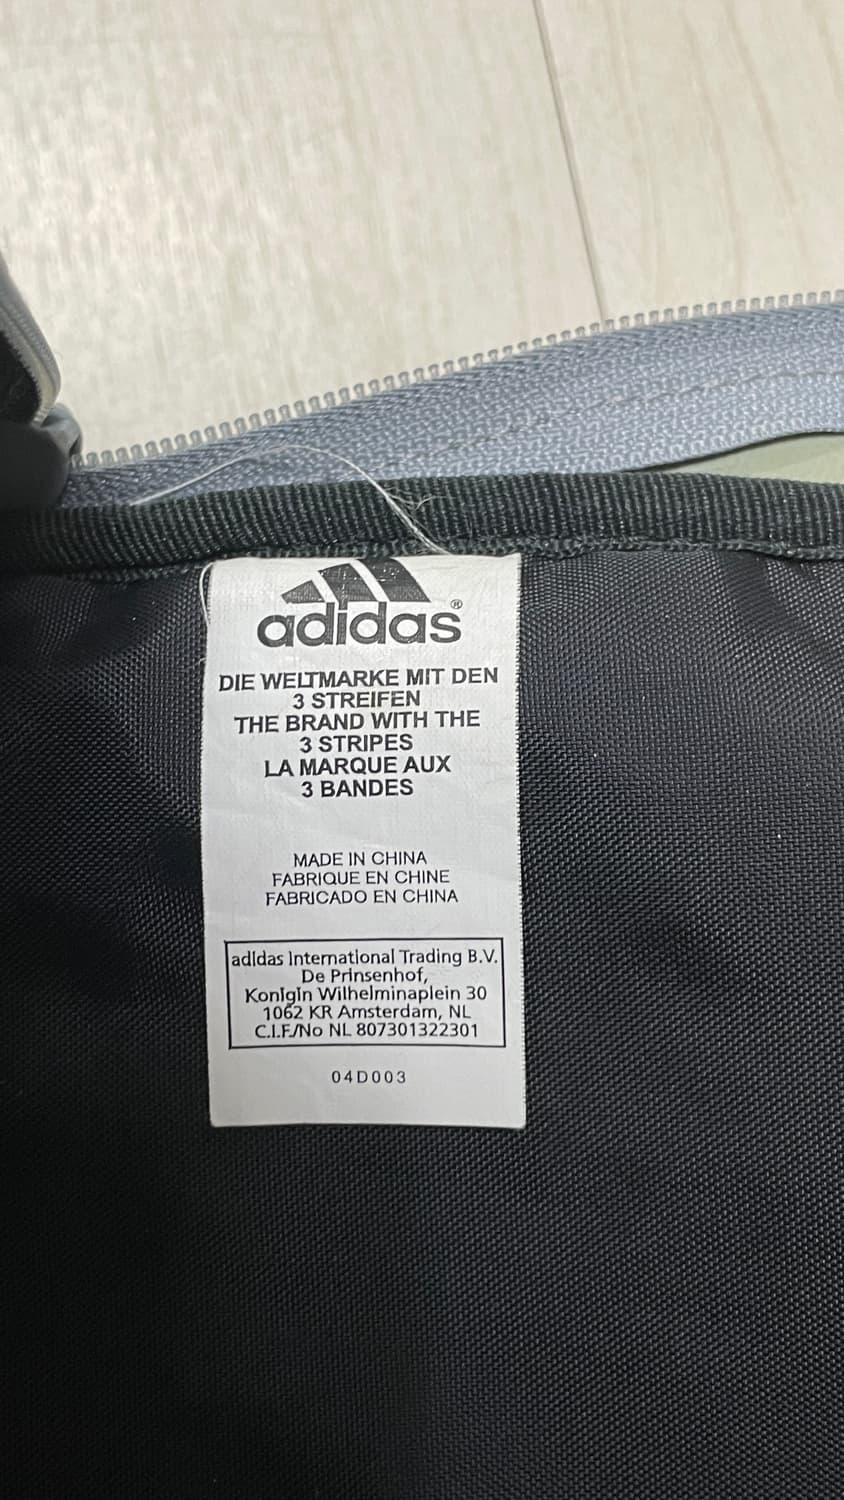 adidas®
DIE WELTMARKE MIT DEN
3 STREIFEN
THE BRAND WITH THE
3 STRIPES
LA MARQUE AUX
3 BANDES
MADE IN CHINA
FABRIQUE EN CHINE
FABRICADO EN CHINA
adidas International Trading B.V.
De Prinsenhof,
Konigin Wilhelminaplein 30
1062 KR Amsterdam, NL
C.I.F./No NL 807301322301
04D003